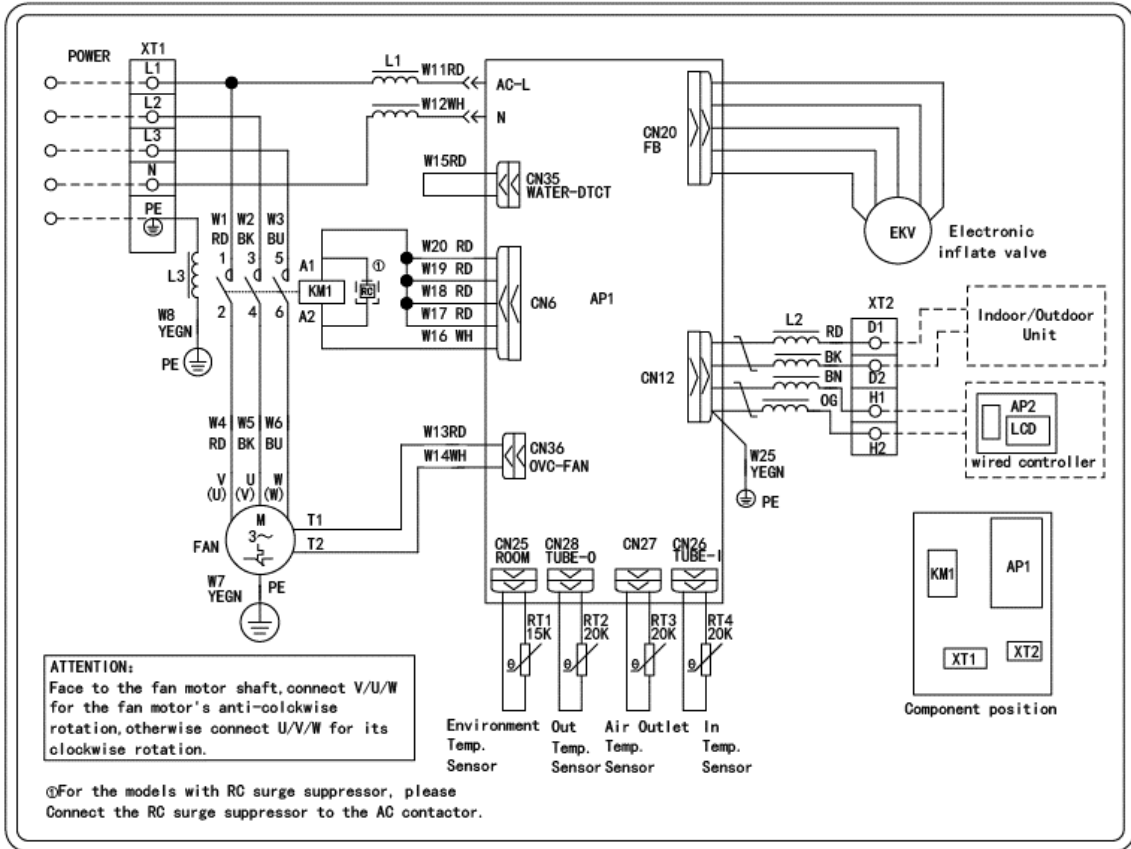 POWER XT1
L1
L2
L3
N
PE
L1 W11RD AC-L
W12WH N
W15RD CN35
WATER-DTCT
CN20
FB
EKV
Electronic
inflate valve
W1 W2 W3
RD BK BU
1 3 5
2 4 6
L3
W8
YEGN
PE
A1
KM1
A2
①
RC
W20 RD
W19 RD
W18 RD
W17 RD
W16 WH
CN6
AP1
CN12
L2
RD
BK
BN
OG
XT2
D1
D2
H1
H2
Indoor/Outdoor
Unit
AP2
LCD
wired controller
W25
YEGN
PE
W4 W5 W6
RD BK BU
V U W
(U) (V) (W)
M
3~
FAN
T1
T2
W13RD
W14WH
CN36
OVC-FAN
W7
YEGN
PE
CN25 CN28 CN27 CN26
ROOM TUBE-O TUBE-I
RT1 RT2 RT3 RT4
15K 20K 20K 20K
θ θ θ θ
Environment Out Air Outlet In
Temp. Temp. Temp. Temp.
Sensor Sensor Sensor Sensor
KM1
AP1
XT1
XT2
Component position
ATTENTION:
Face to the fan motor shaft,connect V/U/W
for the fan motor's anti-colckwise
rotation,otherwise connect U/V/W for its
clockwise rotation.
①For the models with RC surge suppressor, please
Connect the RC surge suppressor to the AC contactor.